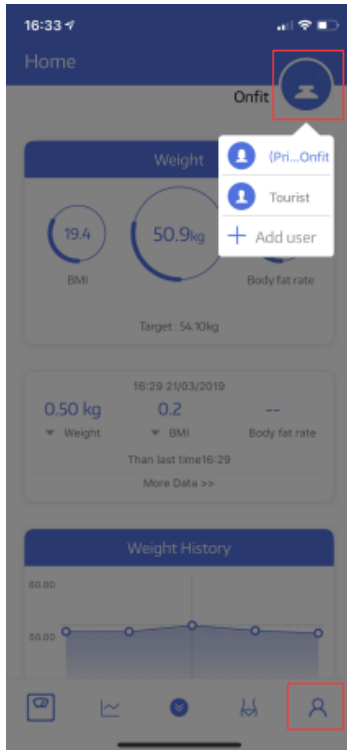 16:33
Home
Onfit
(Pri...Onfit
Tourist
Add user
Weight
19.4
50.9kg
BMI
Body fat rate
Target : 54.10kg
16:29 21/03/2019
0.50 kg 0.2 --
Weight BMI Body fat rate
Than last time16:29
More Data >>
Weight History
60.00
50.00